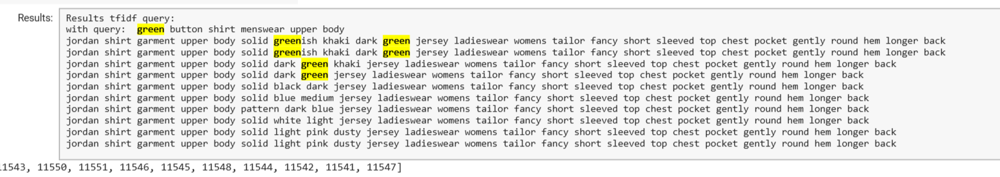 Results:
Results tfidf query:
with query:  green button shirt menswear upper body
jordan shirt garment upper body solid greenish khaki dark green jersey ladieswear womens tailor fancy short sleeved top chest pocket gently round hem longer back
jordan shirt garment upper body solid greenish khaki dark green jersey ladieswear womens tailor fancy short sleeved top chest pocket gently round hem longer back
jordan shirt garment upper body solid dark green khaki jersey ladieswear womens tailor fancy short sleeved top chest pocket gently round hem longer back
jordan shirt garment upper body solid dark green jersey ladieswear womens tailor fancy short sleeved top chest pocket gently round hem longer back
jordan shirt garment upper body solid black dark jersey ladieswear womens tailor fancy short sleeved top chest pocket gently round hem longer back
jordan shirt garment upper body solid blue medium jersey ladieswear womens tailor fancy short sleeved top chest pocket gently round hem longer back
jordan shirt garment upper body pattern dark blue jersey ladieswear womens tailor fancy short sleeved top chest pocket gently round hem longer back
jordan shirt garment upper body solid white light jersey ladieswear womens tailor fancy short sleeved top chest pocket gently round hem longer back
jordan shirt garment upper body solid light pink dusty jersey ladieswear womens tailor fancy short sleeved top chest pocket gently round hem longer back
jordan shirt garment upper body solid light pink dusty jersey ladieswear womens tailor fancy short sleeved top chest pocket gently round hem longer back
11543, 11550, 11551, 11546, 11545, 11548, 11544, 11542, 11541, 11547]